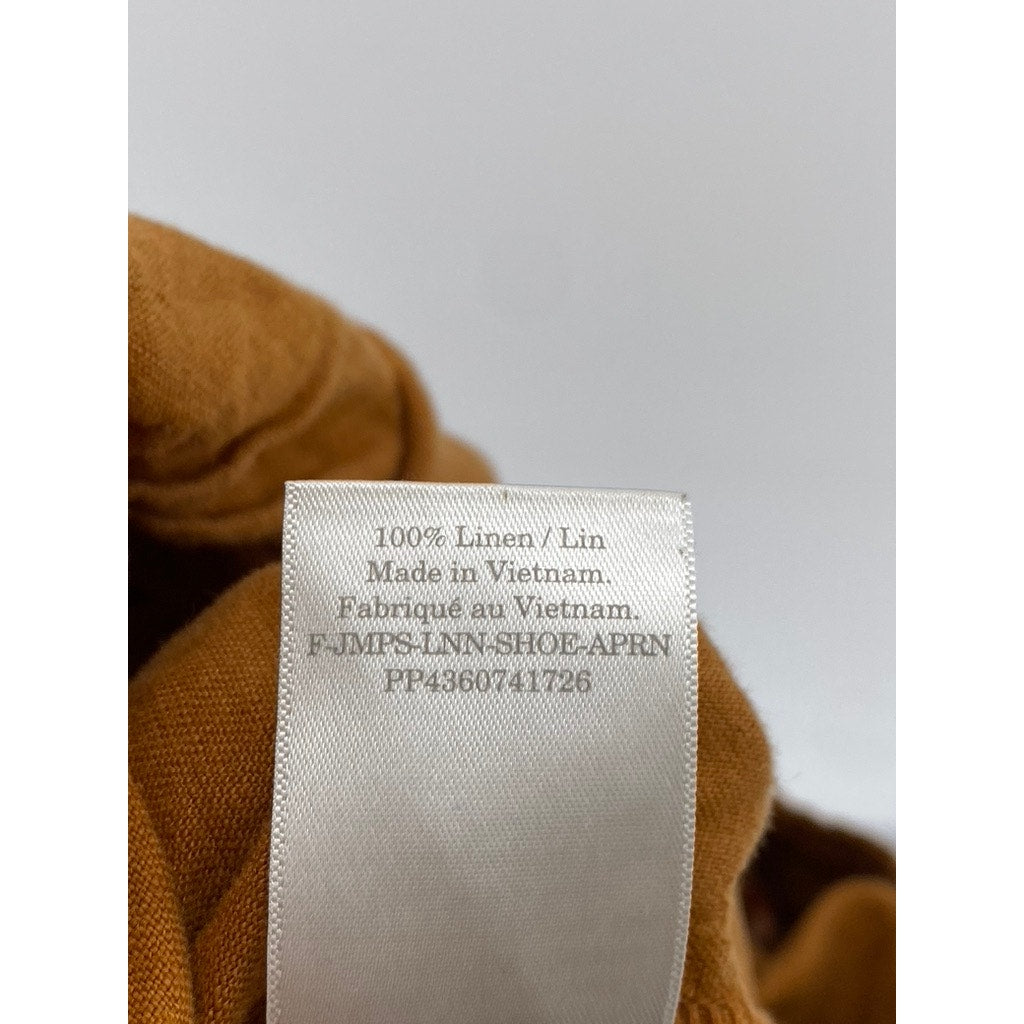 100% Linen / Lin
Made in Vietnam.
Fabriqué au Vietnam.
F-JMPS-LNN-SHOE-APRN
PP4360741726